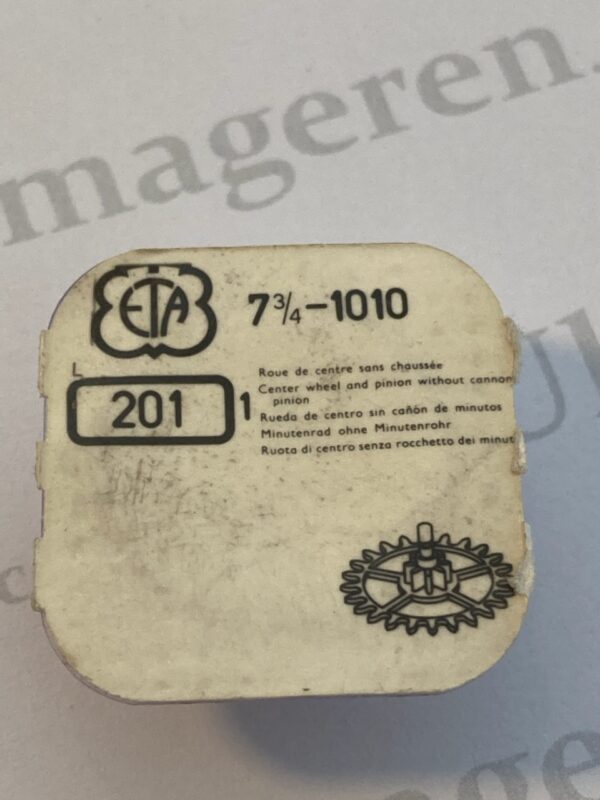 mageren.
ETA
7¾-1010
L
201
1
Roue de centre sans chaussée
Center wheel and pinion without cannon
pinion
Rueda de centro sin cañón de minutos
Minutenrad ohne Minutenrohr
Ruota di centro senza rocchetto dei minut